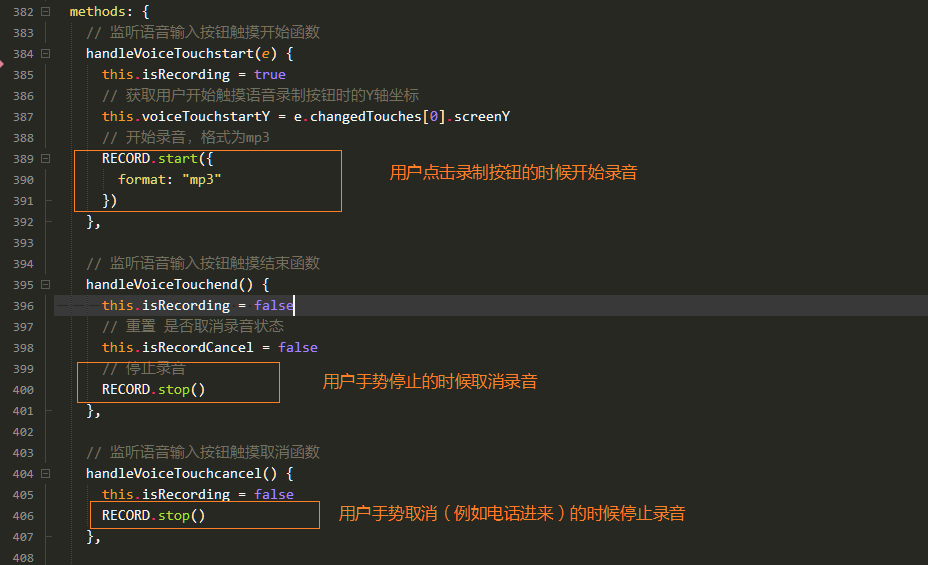 382 methods: {
383 // 监听语音输入按钮触摸开始函数
384 handleVoiceTouchstart(e) {
385 this.isRecording = true
386 // 获取用户开始触摸语音录制按钮时的Y轴坐标
387 this.voiceTouchstartY = e.changedTouches[0].screenY
388 // 开始录音，格式为mp3
389 RECORD.start({ 用户点击录制按钮的时候开始录音
390 format: "mp3"
391 })
392 },
393
394 // 监听语音输入按钮触摸结束函数
395 handleVoiceTouchend() {
396 this.isRecording = false
397 // 重置 是否取消录音状态
398 this.isRecordCancel = false
399 // 停止录音
400 RECORD.stop() 用户手势停止的时候取消录音
401 },
402
403 // 监听语音输入按钮触摸取消函数
404 handleVoiceTouchcancel() {
405 this.isRecording = false
406 RECORD.stop() 用户手势取消（例如电话进来）的时候停止录音
407 },
408